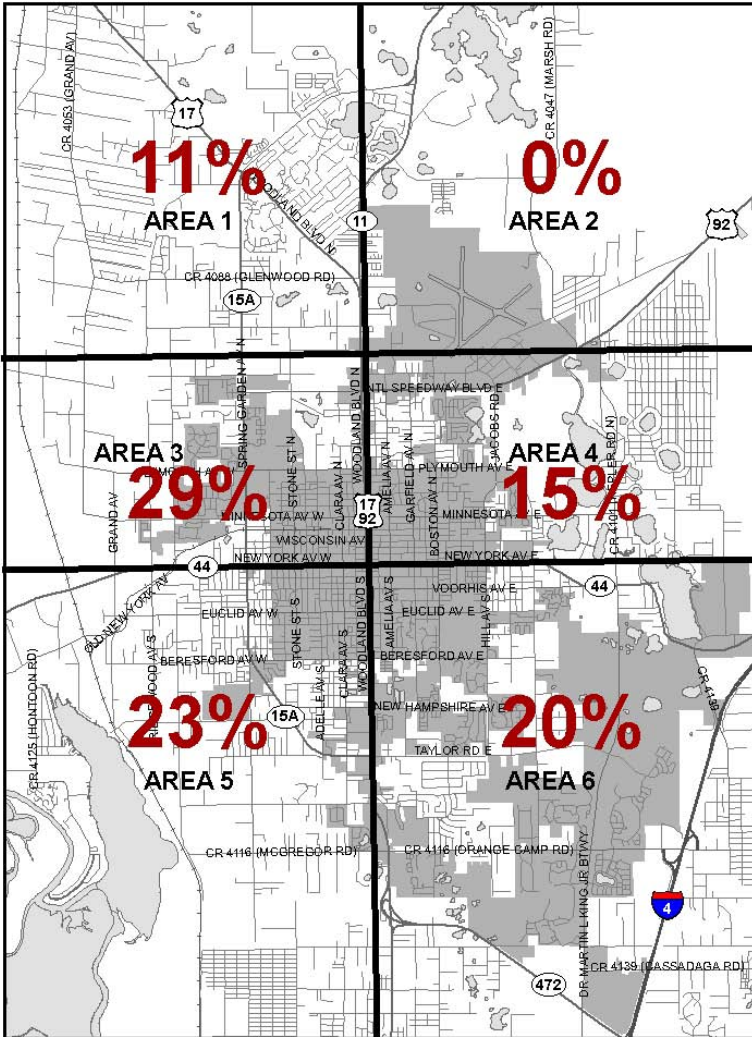 CR 4053 (GRAND AV)
CR 4047 (MARSH RD)
17
11%
0%
AREA 1
AREA 2
WOODLAND BLVD N
11
92
CR 4088 (GLENWOOD RD)
15A
SPRING GARDEN AV N
WOODLAND BLVD N
INTL SPEEDWAY BLVD E
JACOBS RD
AREA 3
AREA 4
STONE ST N
CLARA AV N
AMELIA AV N
GARFIELD AV N
PLYMOUTH AV E
29%
15%
GRAND AV
17
92
BOSTON AV N
MINNESOTA AV W
MINNESOTA AV E
WISCONSIN AV
NEW YORK AV W
NEW YORK AV E
44
44
OLD NEW YORK AV
VOORHIS AV E
EUCLID AV W
EUCLID AV E
STONE ST S
CLARA AV S
WOODLAND BLVD S
AMELIA AV S
HILL AV S
BERESFORD AV W
BERESFORD AV E
CR 4139
CR 4125 (HONTOON RD)
23%
20%
15A
ADELLE AV S
NEW HAMPSHIRE AV E
TAYLOR RD E
AREA 5
AREA 6
CR 4116 (MCGREGOR RD)
CR 4116 (ORANGE CAMP RD)
DR MARTIN L KING JR BTWY
4
CR 4139 (CASSADAGA RD)
472